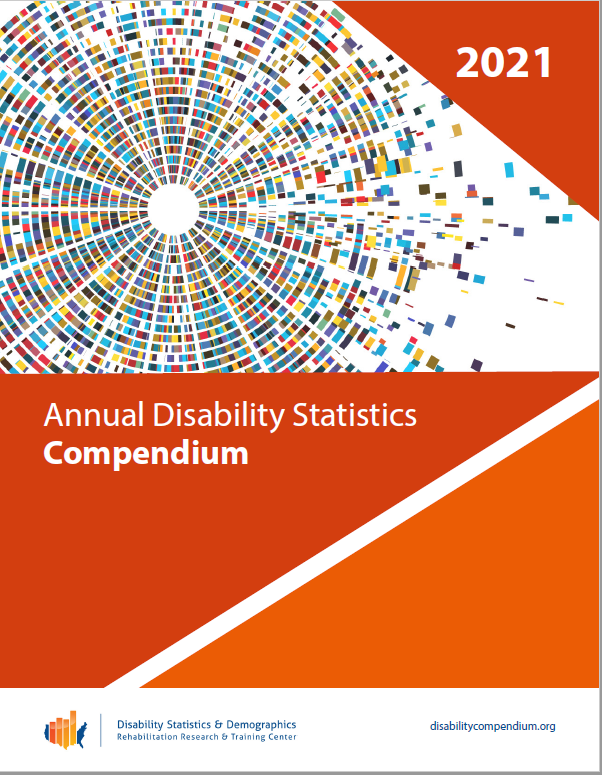 2021
Annual Disability Statistics
Compendium
Disability Statistics & Demographics
Rehabilitation Research & Training Center
disabilitycompendium.org